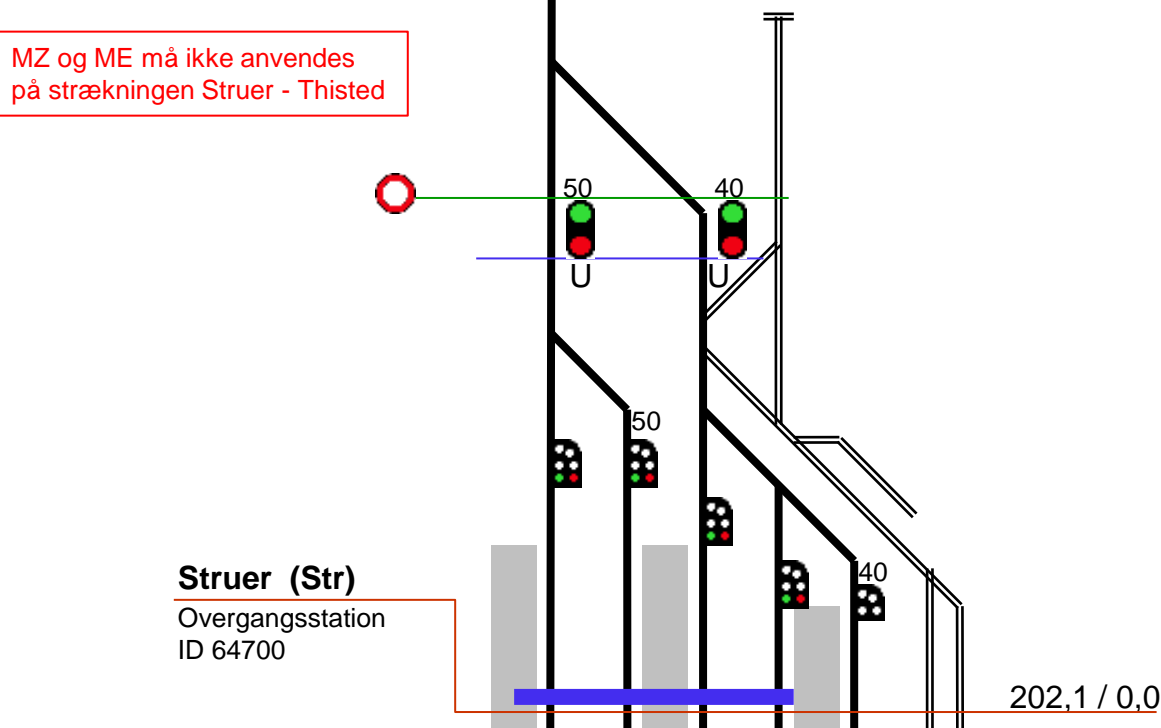 MZ og ME må ikke anvendes
på strækningen Struer - Thisted
50
40
U
U
50
40
Struer (Str)
Overgangsstation
ID 64700
202,1 / 0,0